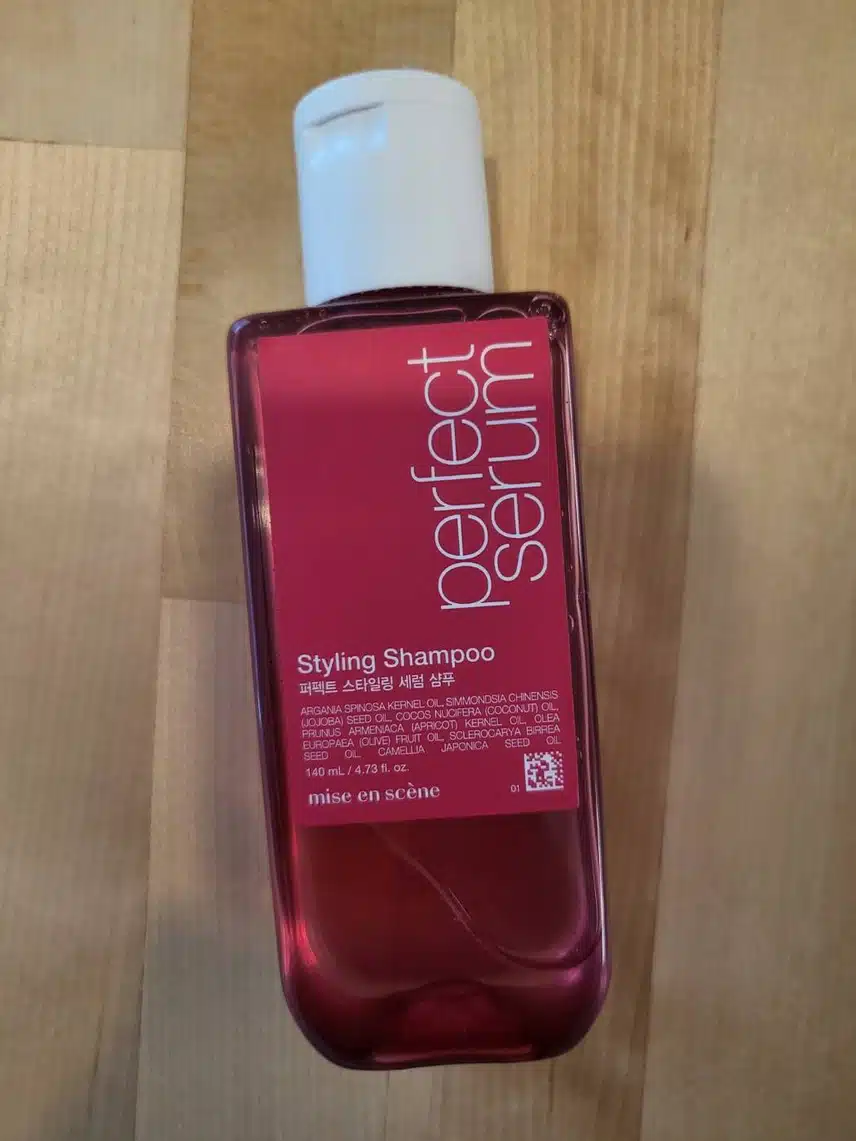 perfect
serum
Styling Shampoo
퍼펙트 스타일링 세럼 샴푸
ARGANIA SPINOSA KERNEL OIL, SIMMONDSIA CHINENSIS
(JOJOBA) SEED OIL, COCOS NUCIFERA (COCONUT) OIL,
PRUNUS ARMENIACA (APRICOT) KERNEL OIL, OLEA
EUROPAEA (OLIVE) FRUIT OIL, SCLEROCARYA BIRREA
SEED OIL, CAMELLIA JAPONICA SEED OIL
140 mL / 4.73 fl. oz.
01
mise en scène